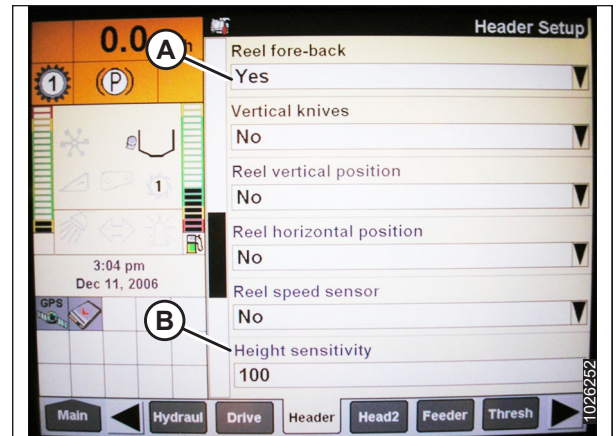 Header Setup
0.0
A
Reel fore-back
Yes
1
(P)
Vertical knives
No
Reel vertical position
No
1
Reel horizontal position
No
3:04 pm
Dec 11, 2006
Reel speed sensor
No
GPS
B
Height sensitivity
100
1026252
Main
Hydraul
Drive
Header
Head2
Feeder
Thresh